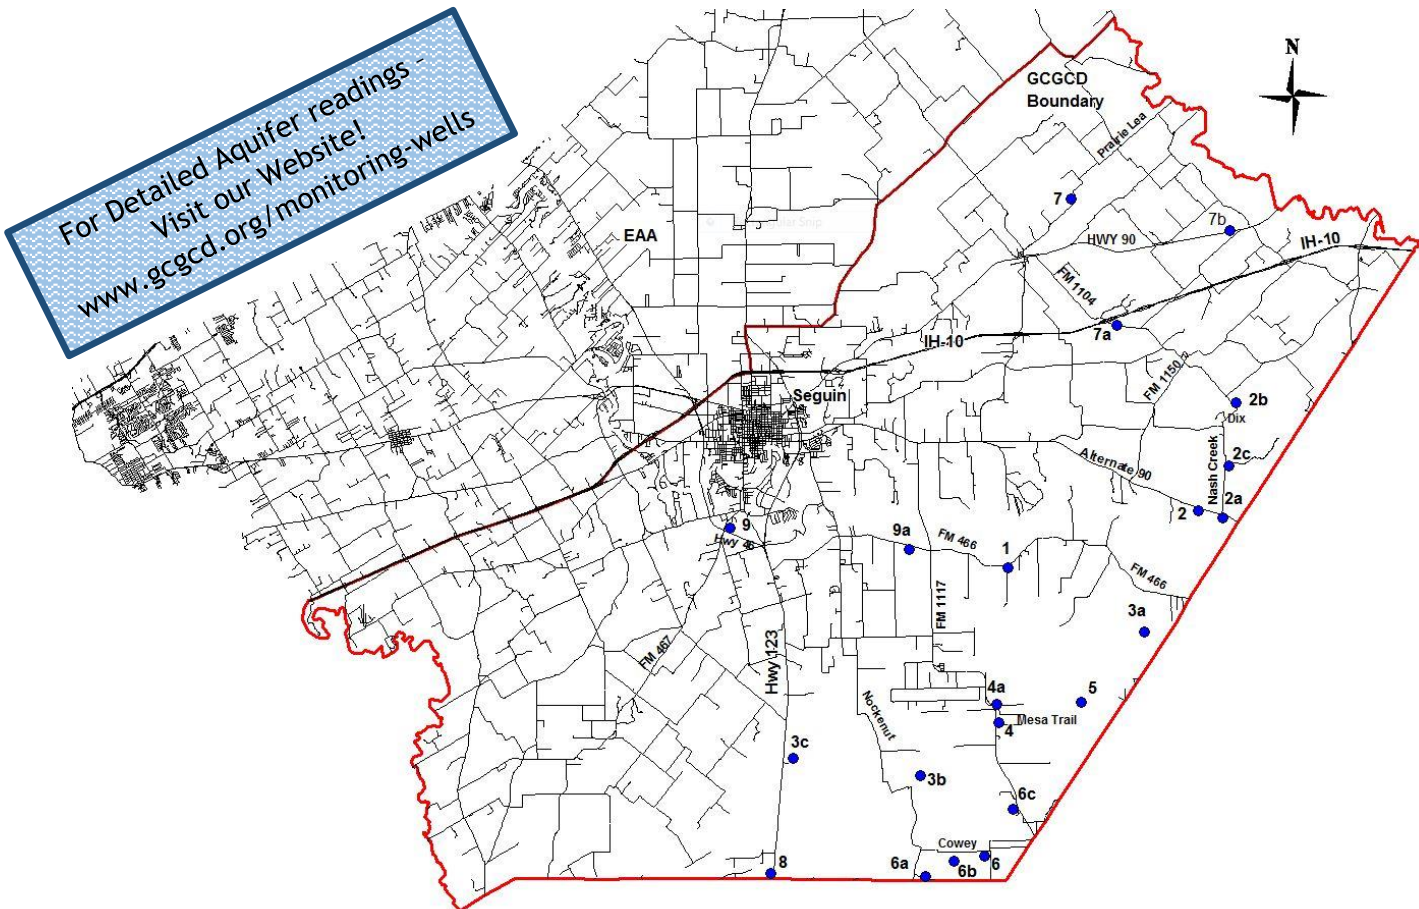 For Detailed Aquifer readings -
Visit our Website!
www.gcgcd.org/monitoring-wells
N
GCGCD
Boundary
Prairie Lea
7
7b
EAA
HWY 90
IH-10
FM 1104
7a
IH-10
FM 1150
Seguin
2b
Dix
Alternate 90
Nash Creek
2c
2
2a
9
Hwy 46
9a
FM 466
1
FM 466
FM 1117
3a
FM 467
Hwy 123
Nockenut
4a
5
Mesa Trail
4
3c
3b
6c
Cowey
8
6a
6b
6